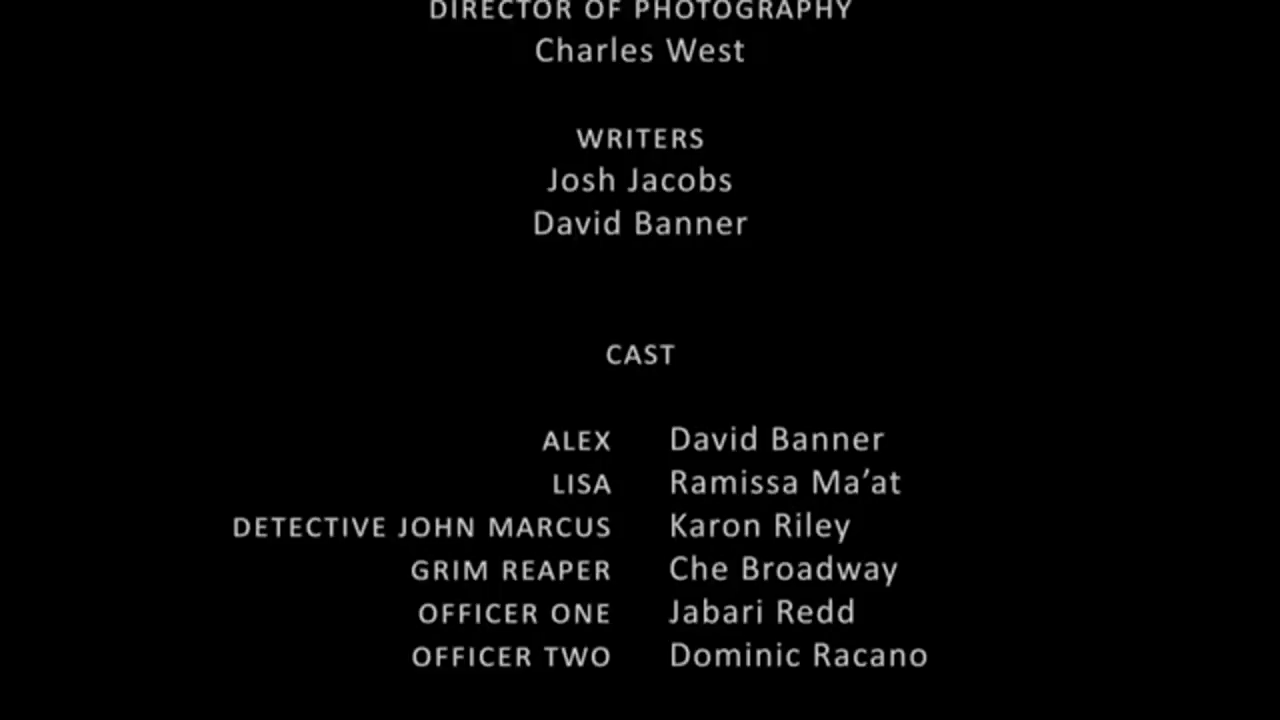 DIRECTOR OF PHOTOGRAPHY
Charles West
WRITERS
Josh Jacobs
David Banner
CAST
ALEX David Banner
LISA Ramissa Ma’at
DETECTIVE JOHN MARCUS Karon Riley
GRIM REAPER Che Broadway
OFFICER ONE Jabari Redd
OFFICER TWO Dominic Racano